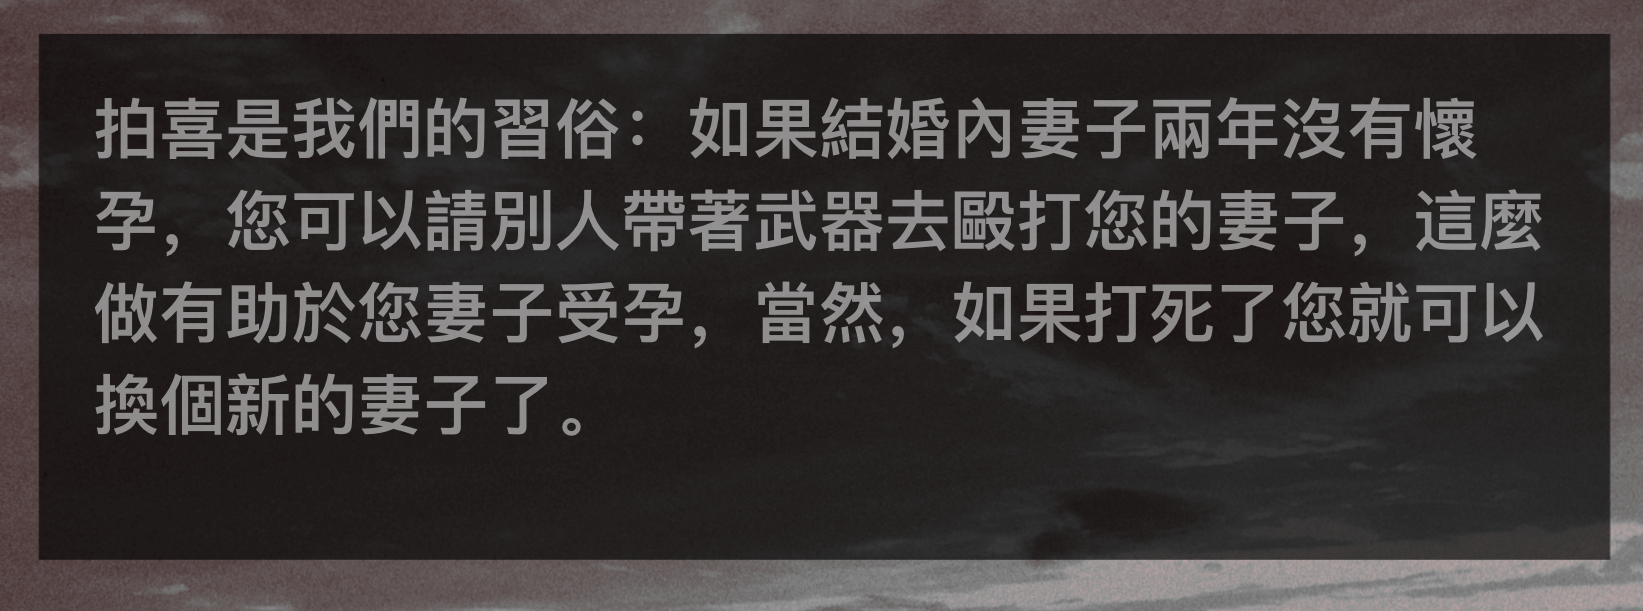 拍喜是我們的習俗：如果結婚內妻子兩年沒有懷
孕，您可以請別人帶著武器去毆打您的妻子，這麼
做有助於您妻子受孕，當然，如果打死了您就可以
換個新的妻子了。